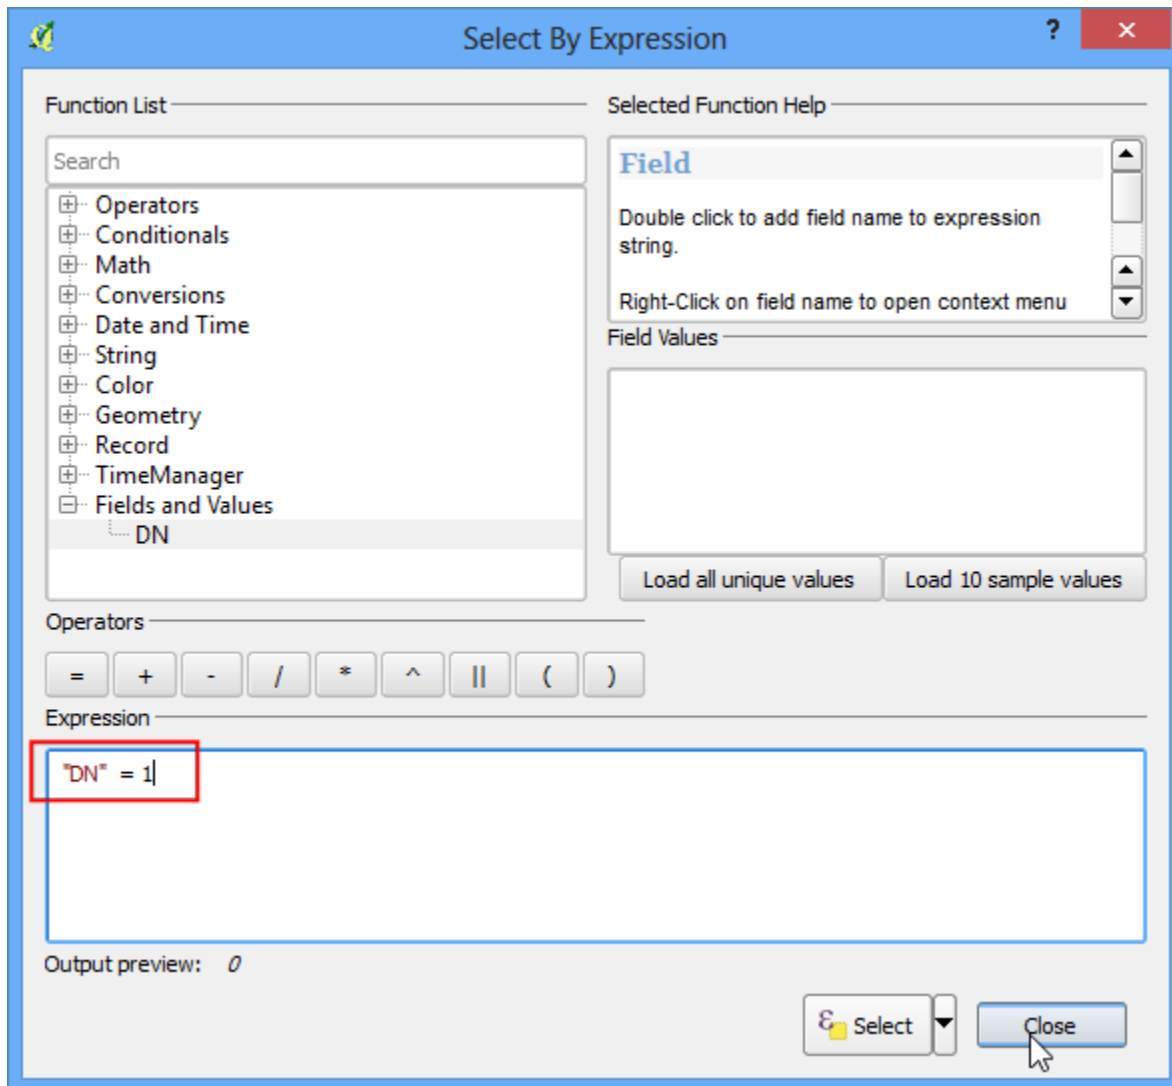 Select By Expression
?
×
Function List
Search
Operators
Conditionals
Math
Conversions
Date and Time
String
Color
Geometry
Record
TimeManager
Fields and Values
DN
Selected Function Help
Field
Double click to add field name to expression
string.
Right-Click on field name to open context menu
Field Values
Load all unique values Load 10 sample values
Operators
= + - / * ^ || ( )
Expression
"DN" = 1
Output preview: 0
ε Select Close